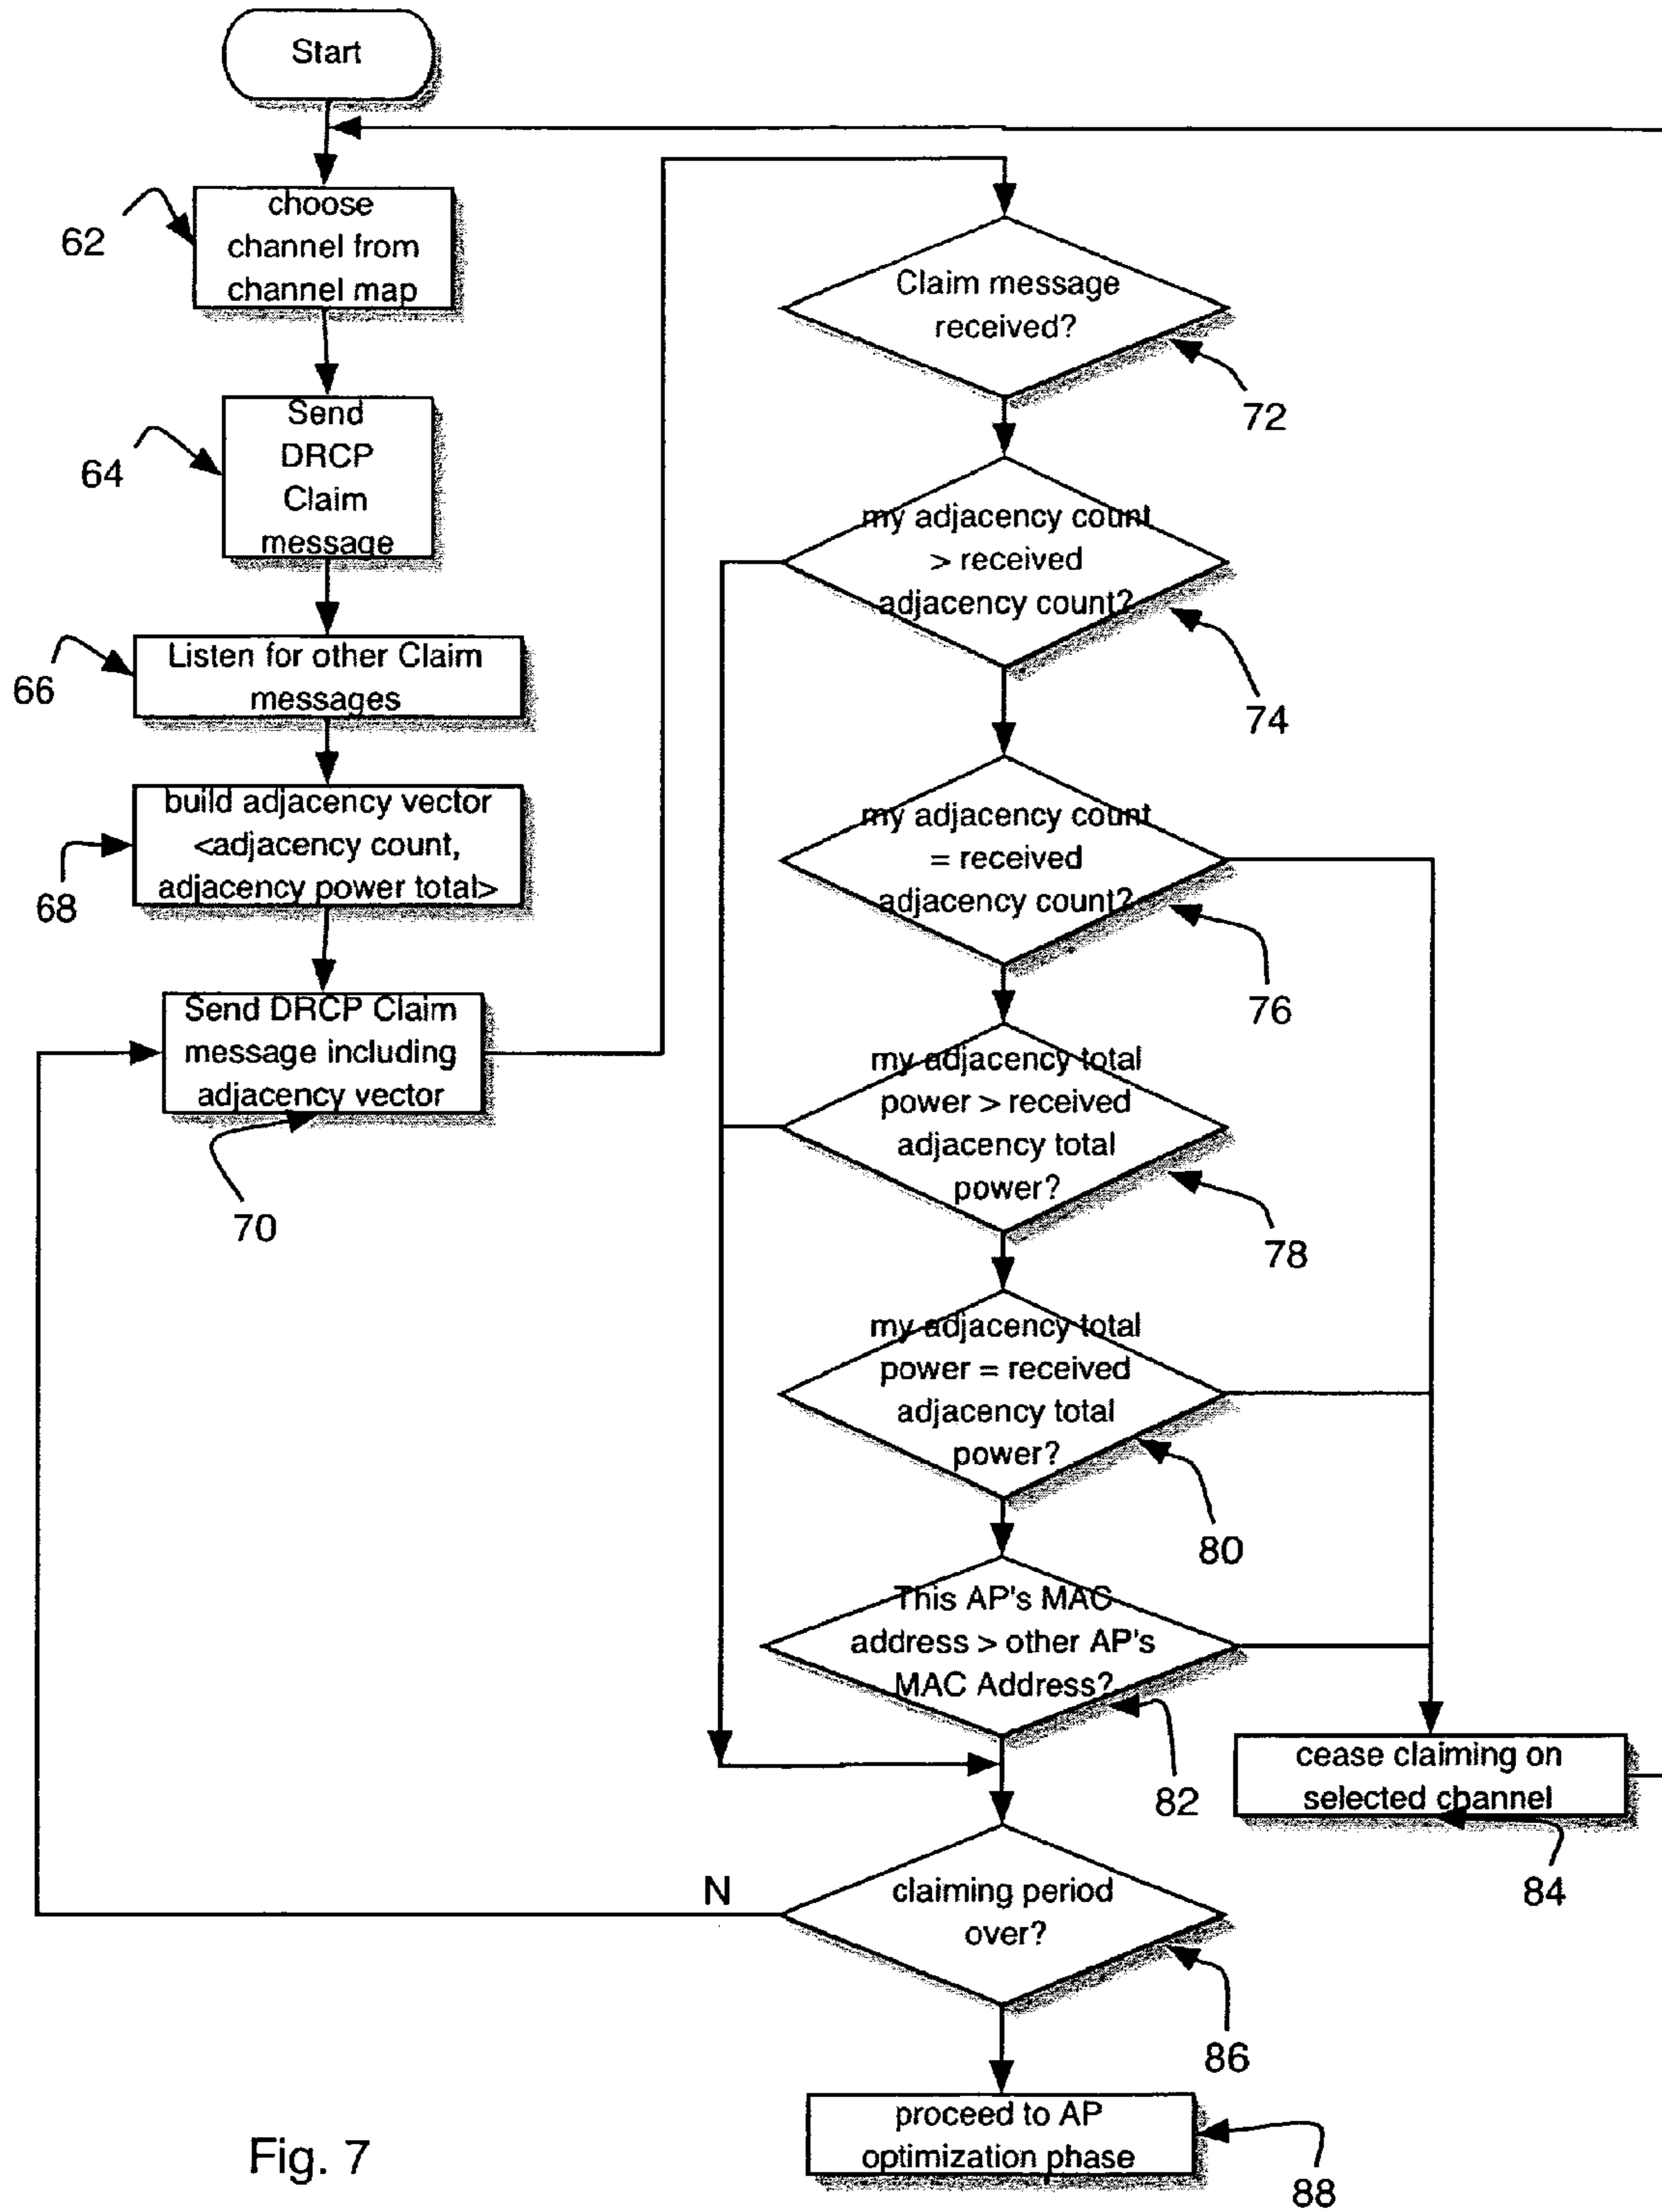 Start
choose
channel from
channel map
62
Send
DRCP
Claim
message
64
Listen for other Claim
messages
66
build adjacency vector
<adjacency count,
adjacency power total>
68
Send DRCP Claim
message including
adjacency vector
70
Claim message
received?
72
my adjacency count
> received
adjacency count?
74
my adjacency count
= received
adjacency count?
76
my adjacency total
power > received
adjacency total
power?
78
my adjacency total
power = received
adjacency total
power?
80
This AP's MAC
address > other AP's
MAC Address?
82
cease claiming on
selected channel
84
N
claiming period
over?
86
proceed to AP
optimization phase
88
Fig. 7